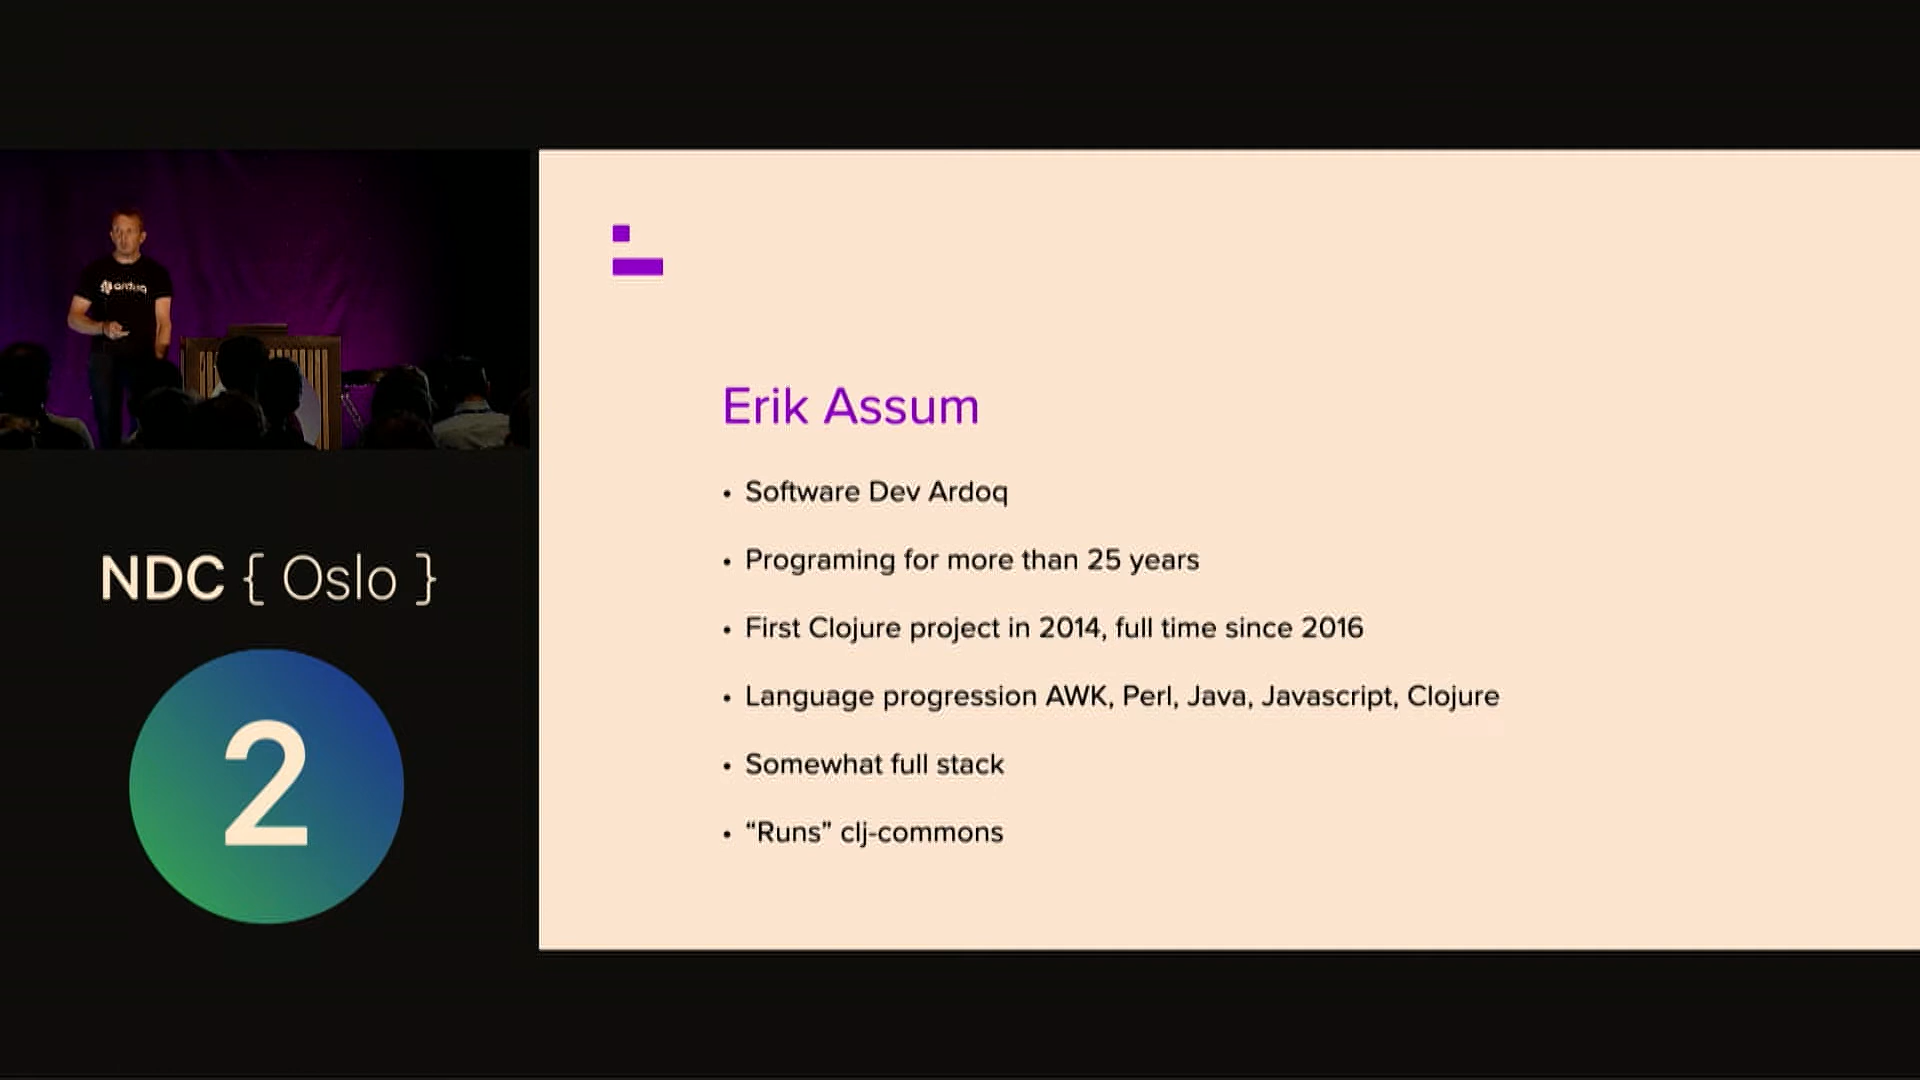 ardoq
NDC { Oslo }
2
Erik Assum
• Software Dev Ardoq
• Programing for more than 25 years
• First Clojure project in 2014, full time since 2016
• Language progression AWK, Perl, Java, Javascript, Clojure
• Somewhat full stack
• “Runs” clj-commons